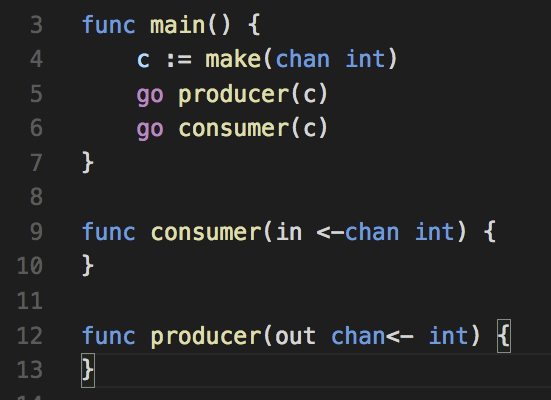 3 func main() {
4     c := make(chan int)
5     go producer(c)
6     go consumer(c)
7 }
8
9 func consumer(in <-chan int) {
10 }
11
12 func producer(out chan<- int) {
13 }